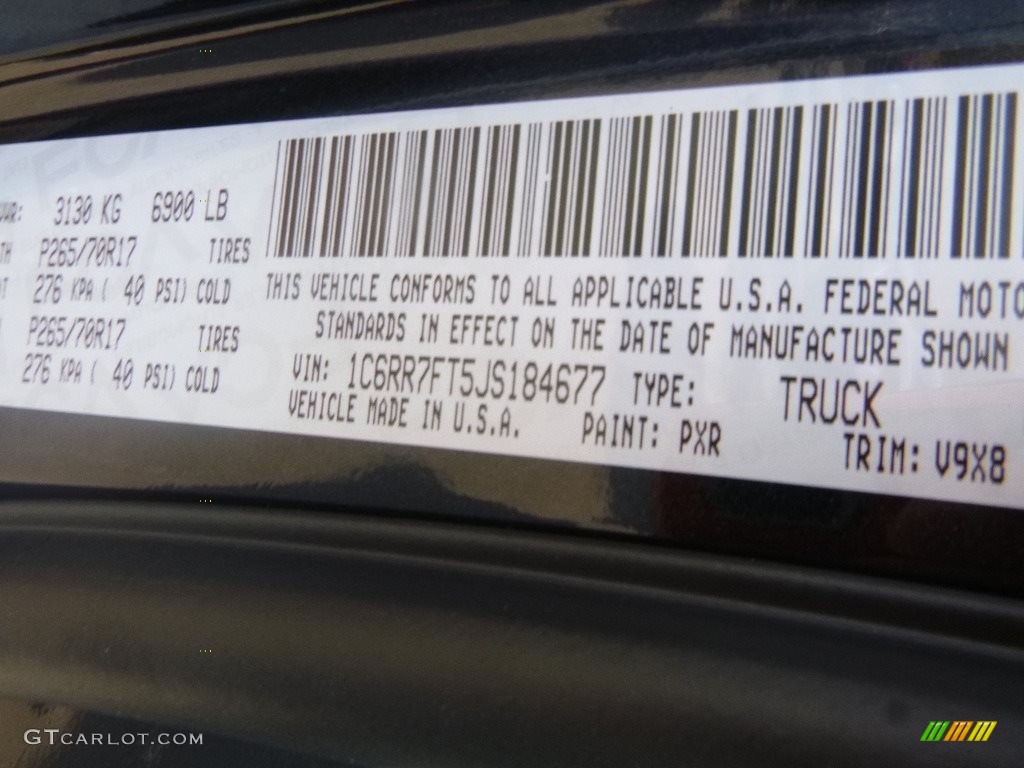 3130 KG 6900 LB
P265/70R17 TIRES
276 KPA ( 40 PSI) COLD
P265/70R17 TIRES
276 KPA ( 40 PSI) COLD
THIS VEHICLE CONFORMS TO ALL APPLICABLE U.S.A. FEDERAL MOTO
STANDARDS IN EFFECT ON THE DATE OF MANUFACTURE SHOWN
VIN: 1C6RR7FT5JS184677 TYPE: TRUCK
VEHICLE MADE IN U.S.A. PAINT: PXR TRIM: V9X8
GTCARLOT.COM